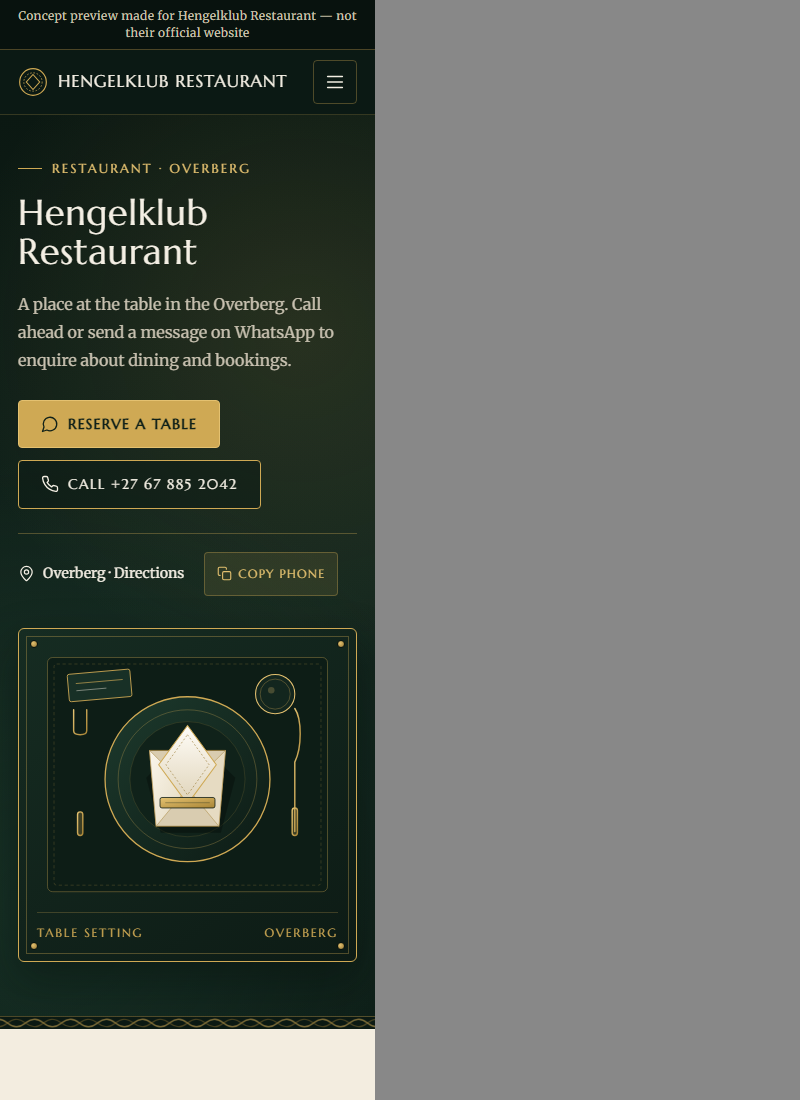 Concept preview made for Hengelklub Restaurant — not
their official website
HENGELKLUB RESTAURANT
RESTAURANT · OVERBERG
Hengelklub
Restaurant
A place at the table in the Overberg. Call
ahead or send a message on WhatsApp to
enquire about dining and bookings.
RESERVE A TABLE
CALL +27 67 885 2042
Overberg · Directions
COPY PHONE
TABLE SETTING
OVERBERG